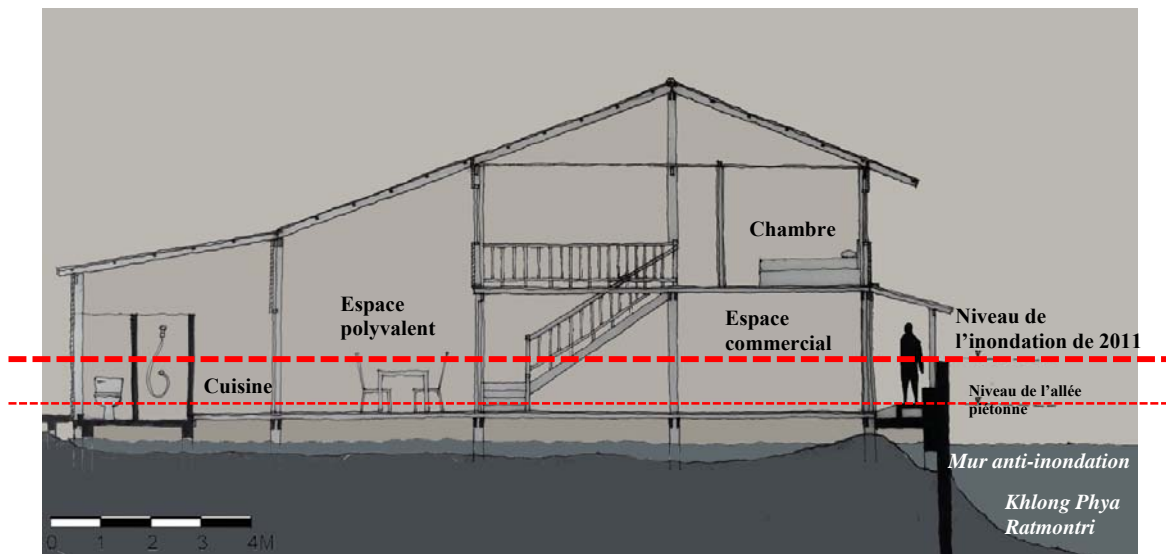 Chambre
Espace
polyvalent
Espace
commercial
Niveau de
l’inondation de 2011
Cuisine
Niveau de l’allée
piétonne
Mur anti-inondation
Khlong Phya
Ratmontri
0 1 2 3 4M